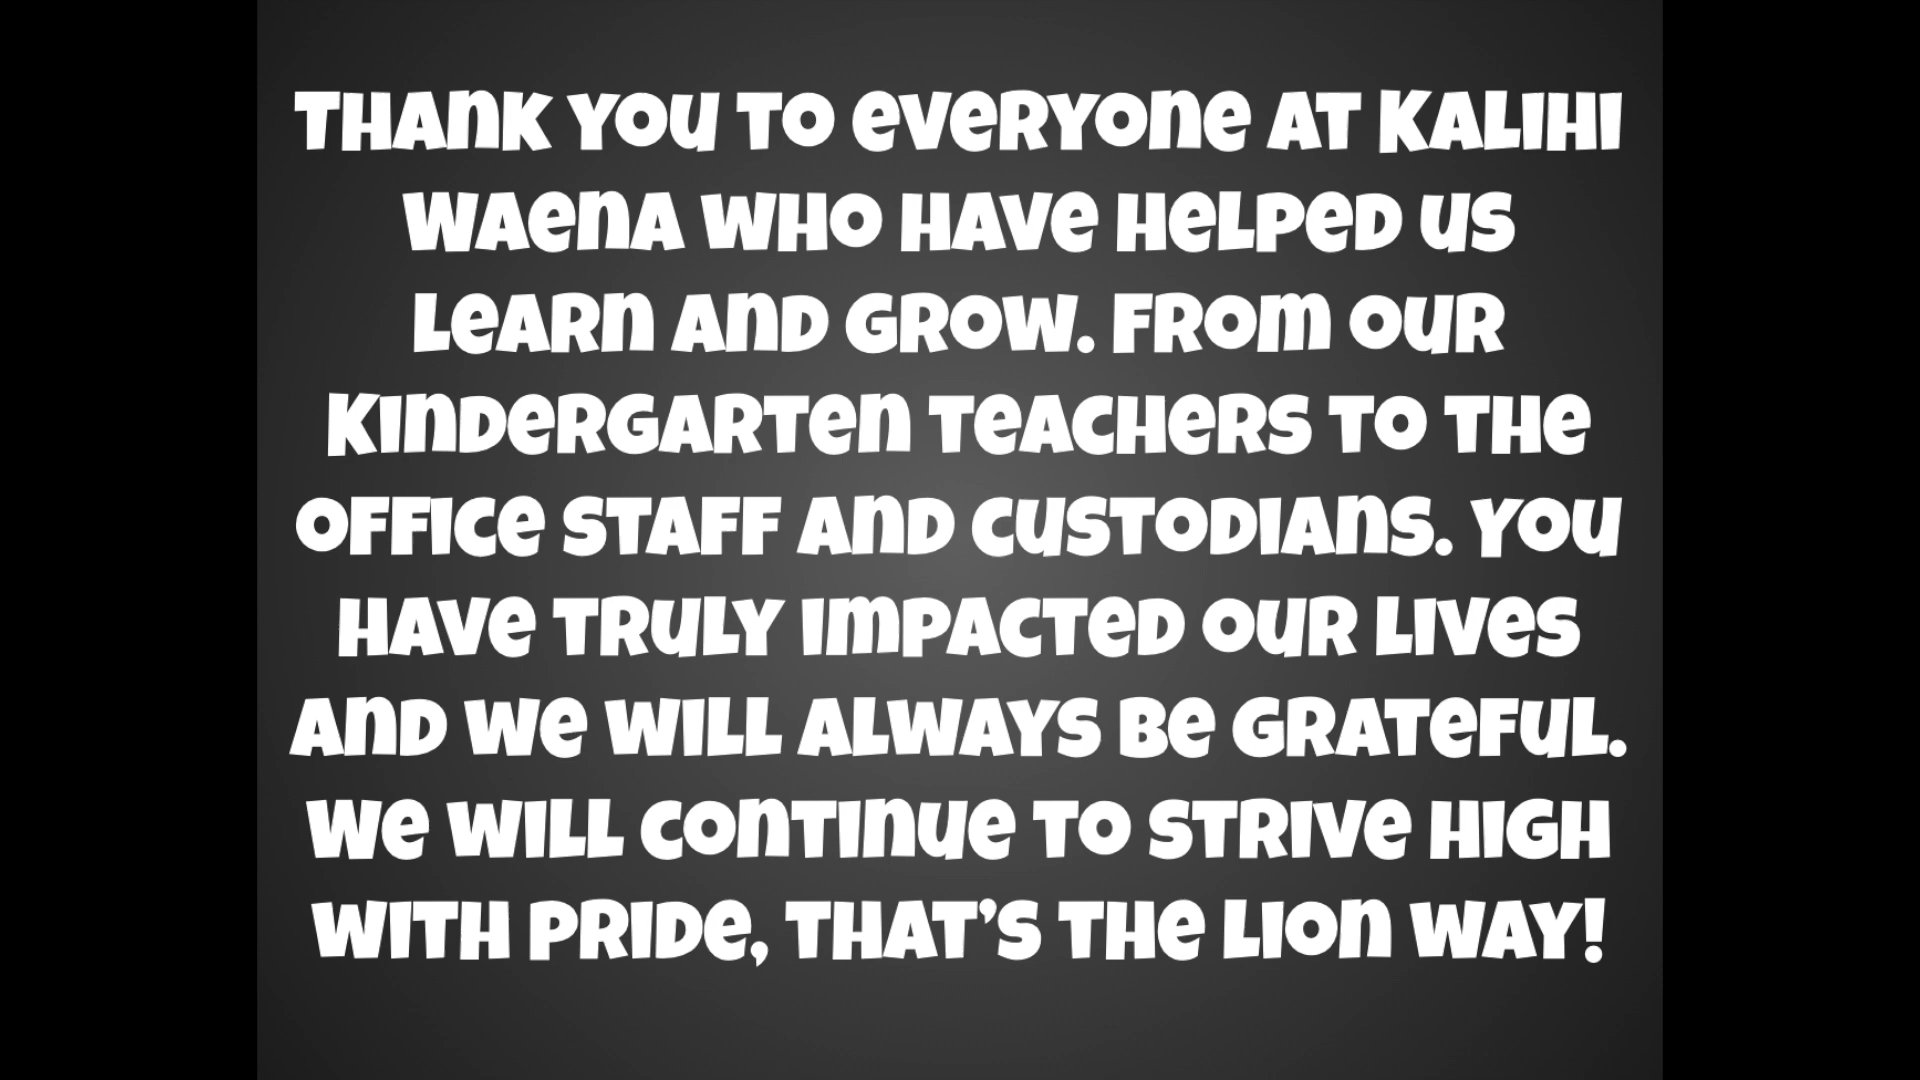 Thank you to everyone at Kalihi
Waena who have helped us
learn and grow. From our
kindergarten teachers to the
office staff and custodians. You
have truly impacted our lives
and we will always be grateful.
We will continue to strive high
with pride, that’s the lion way!